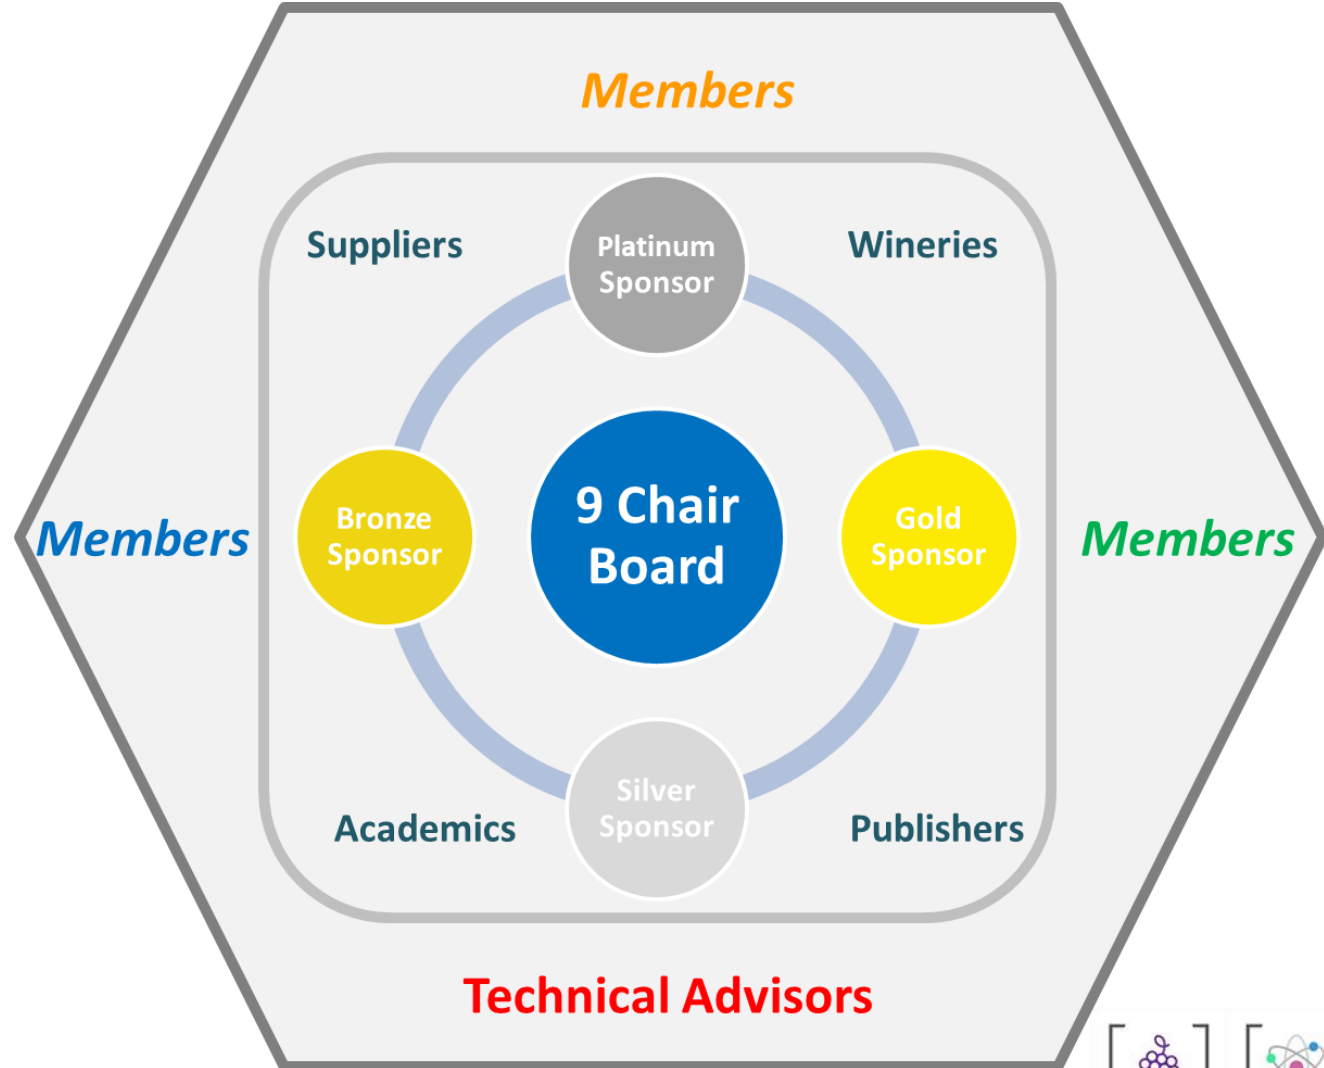 Members
Suppliers
Platinum
Sponsor
Wineries
Members
Bronze
Sponsor
9 Chair
Board
Gold
Sponsor
Members
Academics
Silver
Sponsor
Publishers
Technical Advisors